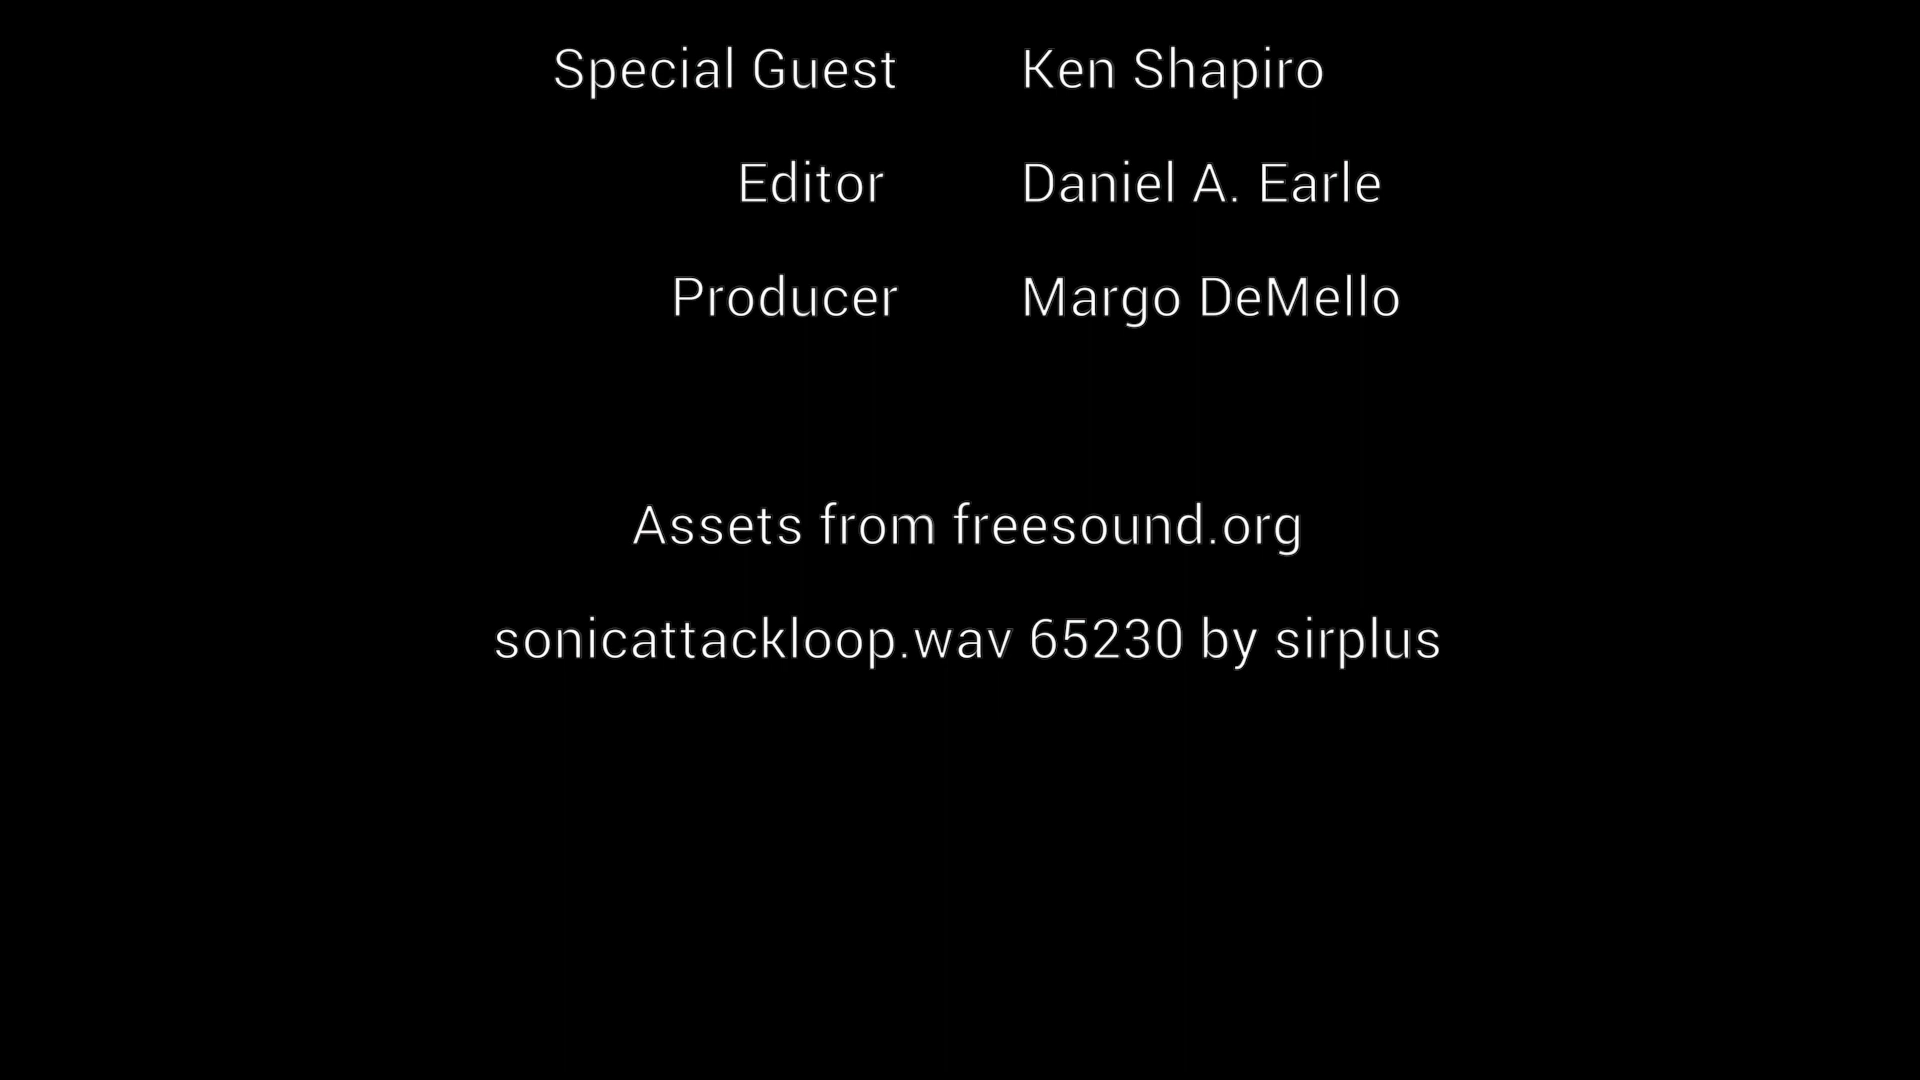 Special Guest Ken Shapiro
Editor Daniel A. Earle
Producer Margo DeMello
Assets from freesound.org
sonicattackloop.wav 65230 by sirplus